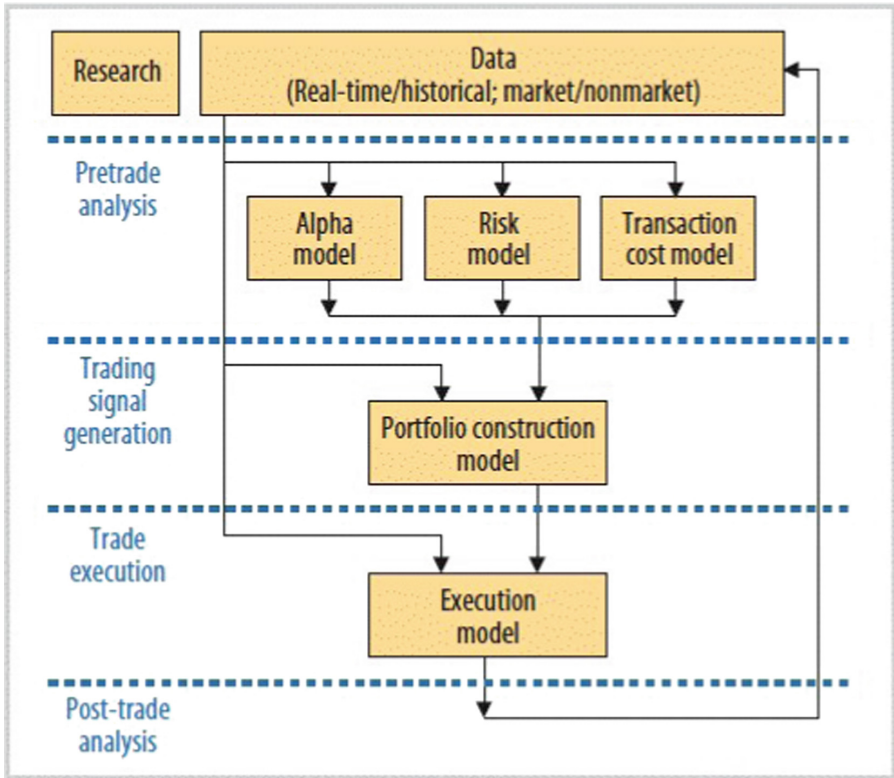 Research
Data
(Real-time/historical; market/nonmarket)
Pretrade
analysis
Alpha
model
Risk
model
Transaction
cost model
Trading
signal
generation
Portfolio construction
model
Trade
execution
Execution
model
Post-trade
analysis